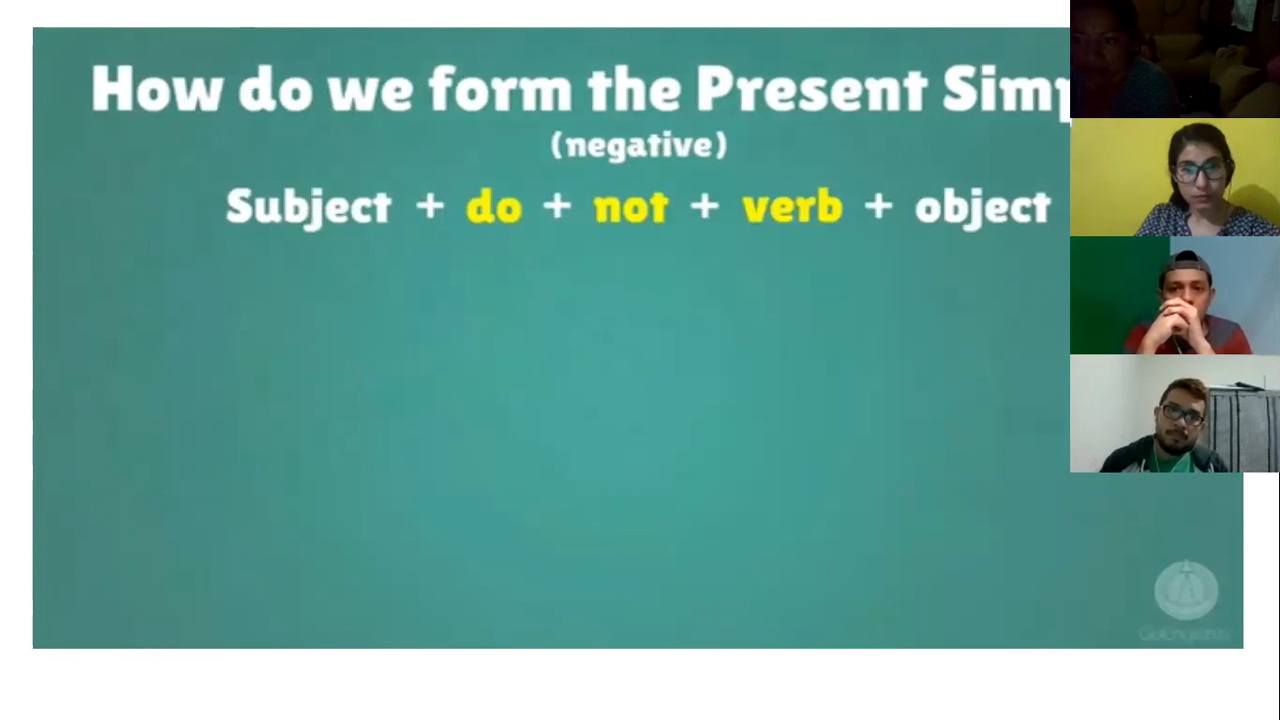 How do we form the Present Simp
(negative)
Subject + do + not + verb + object